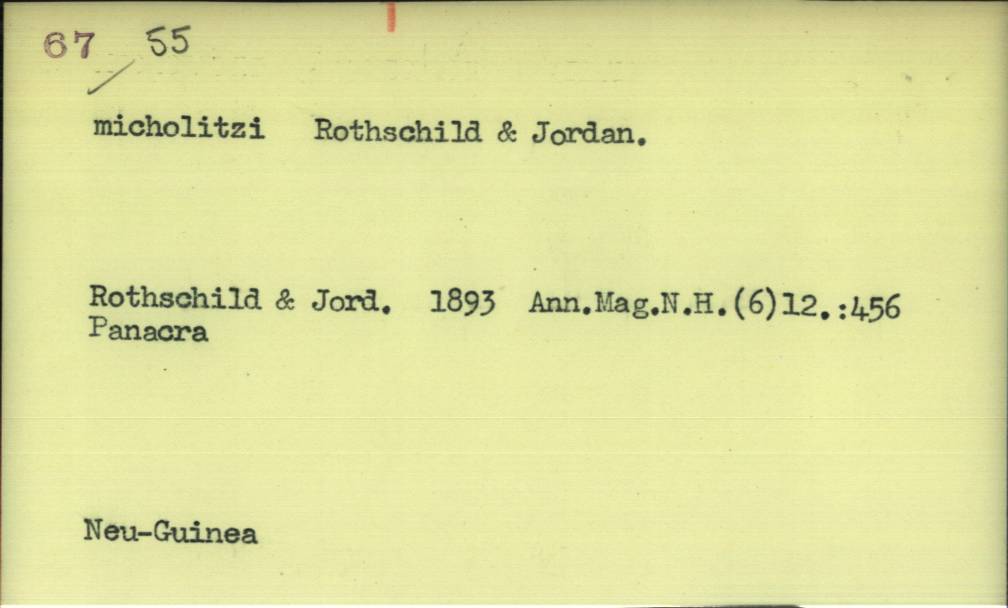 67 / 55
micholitzi Rothschild & Jordan.
Rothschild & Jord. 1893 Ann.Mag.N.H.(6)12.:456
Panacra
Neu-Guinea